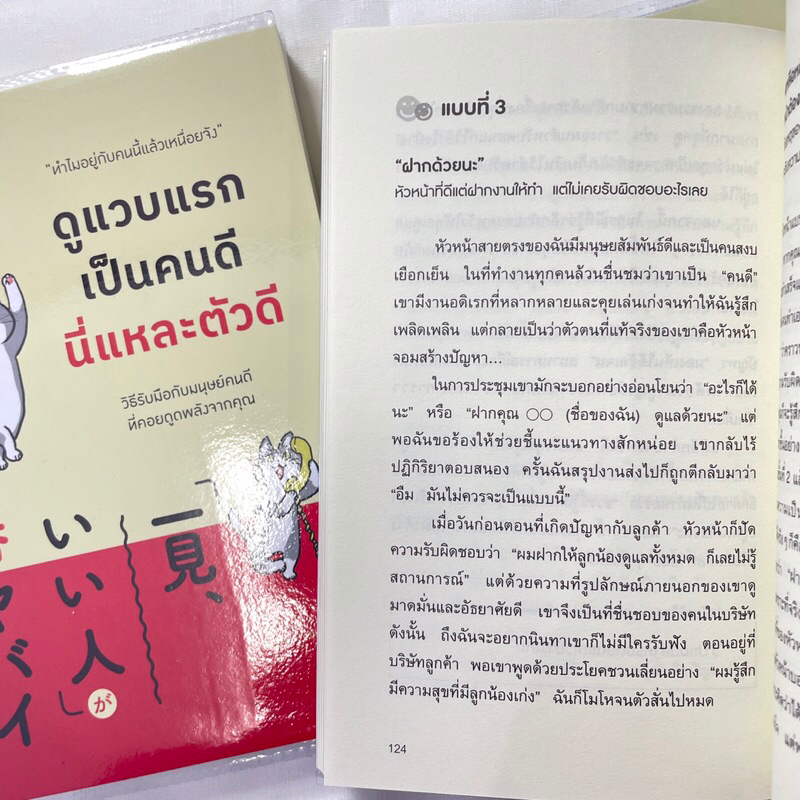 “ทำไมอยู่กับคนนี้แล้วเหนื่อยจัง”
ดูแวบแรก
เป็นคนดี
นี่แหละตัวดี
วิธีรับมือกับมนุษย์คนดี
ที่คอยดูดพลังจากคุณ
「一見、
いい人」が
ヤバイ
แบบที่ 3
“ฝากด้วยนะ”
หัวหน้าที่ดีแต่ฝากงานให้ทำ แต่ไม่เคยรับผิดชอบอะไรเลย
หัวหน้าสายตรงของฉันมีมนุษยสัมพันธ์ดีและเป็นคนสงบ
เยือกเย็น ในที่ทำงานทุกคนล้วนชื่นชมว่าเขาเป็น “คนดี”
เขามีงานอดิเรกที่หลากหลายและคุยเล่นเก่งจนทำให้ฉันรู้สึก
เพลิดเพลิน แต่กลายเป็นว่าตัวตนที่แท้จริงของเขาคือหัวหน้า
จอมสร้างปัญหา...
ในการประชุมเขามักจะบอกอย่างอ่อนโยนว่า “อะไรก็ได้
นะ” หรือ “ฝากคุณ ○○ (ชื่อของฉัน) ดูแลด้วยนะ” แต่
พอฉันขอร้องให้ช่วยชี้แนะแนวทางสักหน่อย เขากลับไร้
ปฏิกิริยาตอบสนอง ครั้นฉันสรุปงานส่งไปก็ถูกตีกลับมาว่า
“อืม มันไม่ควรจะเป็นแบบนี้”
เมื่อวันก่อนตอนที่เกิดปัญหากับลูกค้า หัวหน้าก็ปัด
ความรับผิดชอบว่า “ผมฝากให้ลูกน้องดูแลทั้งหมด ก็เลยไม่รู้
สถานการณ์” แต่ด้วยความที่รูปลักษณ์ภายนอกของเขาดู
มาดมั่นและอัธยาศัยดี เขาจึงเป็นที่ชื่นชอบของคนในบริษัท
ดังนั้น ถึงฉันจะอยากนินทาเขาก็ไม่มีใครรับฟัง ตอนอยู่ที่
บริษัทลูกค้า พอเขาพูดด้วยประโยคชวนเลี่ยนอย่าง “ผมรู้สึก
มีความสุขที่มีลูกน้องเก่ง” ฉันก็โมโหจนตัวสั่นไปหมด
124